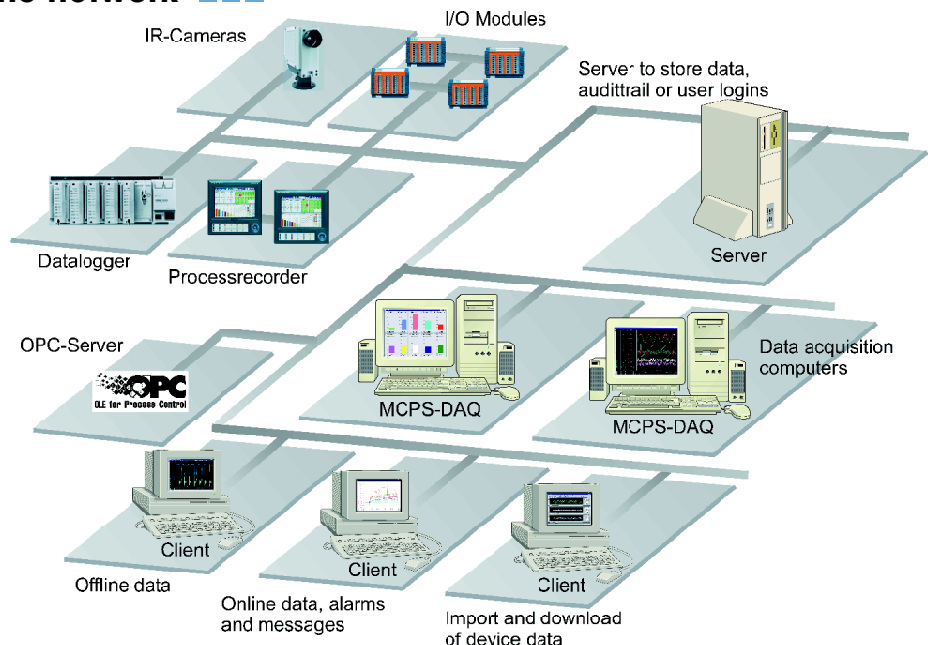 network
IR-Cameras
I/O Modules
Server to store data,
audittrail or user logins
Datalogger
Processrecorder
Server
OPC-Server
OPC
OLE for Process Control
MCPS-DAQ
MCPS-DAQ
Data acquisition
computers
Client
Client
Client
Offline data
Online data, alarms
and messages
Import and download
of device data